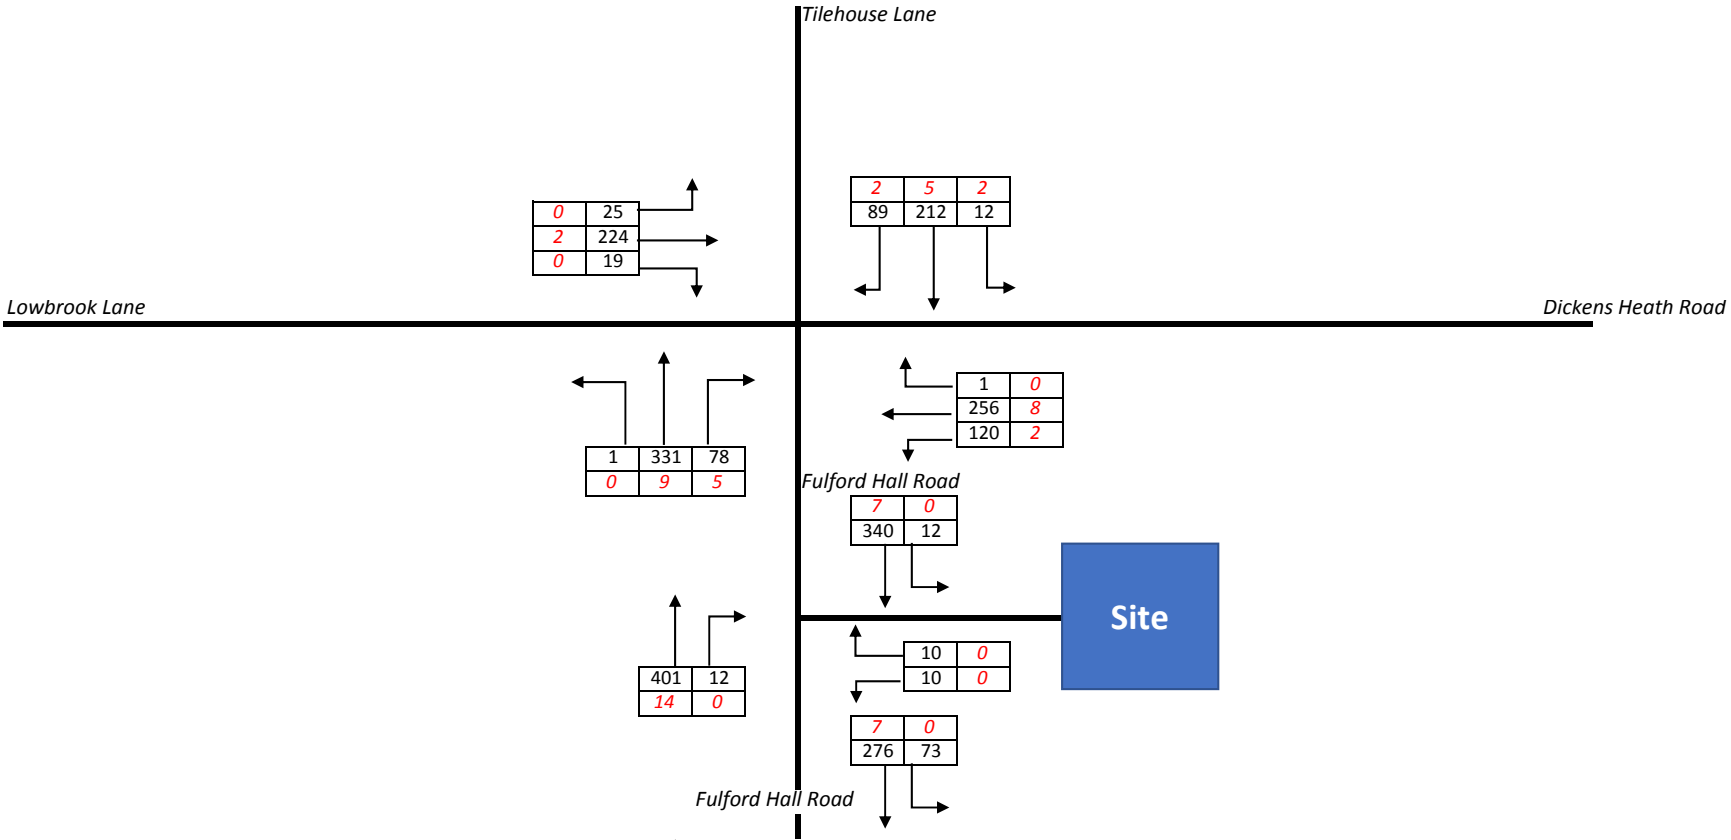 Tilehouse Lane
2 5 2
89 212 12
0 25
2 224
0 19
Lowbrook Lane
Dickens Heath Road
1 0
256 8
120 2
1 331 78
0 9 5
Fulford Hall Road
7 0
340 12
Site
10 0
10 0
401 12
14 0
7 0
276 73
Fulford Hall Road